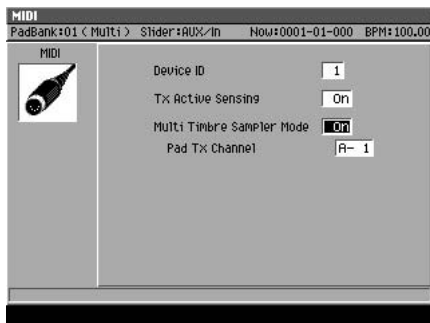 MIDI
PadBank:01 (Multi) Slider:AUX/In Now:0001-01-000 BPM:100.00
MIDI
Device ID 1
Tx Active Sensing On
Multi Timbre Sampler Mode On
Pad Tx Channel A- 1